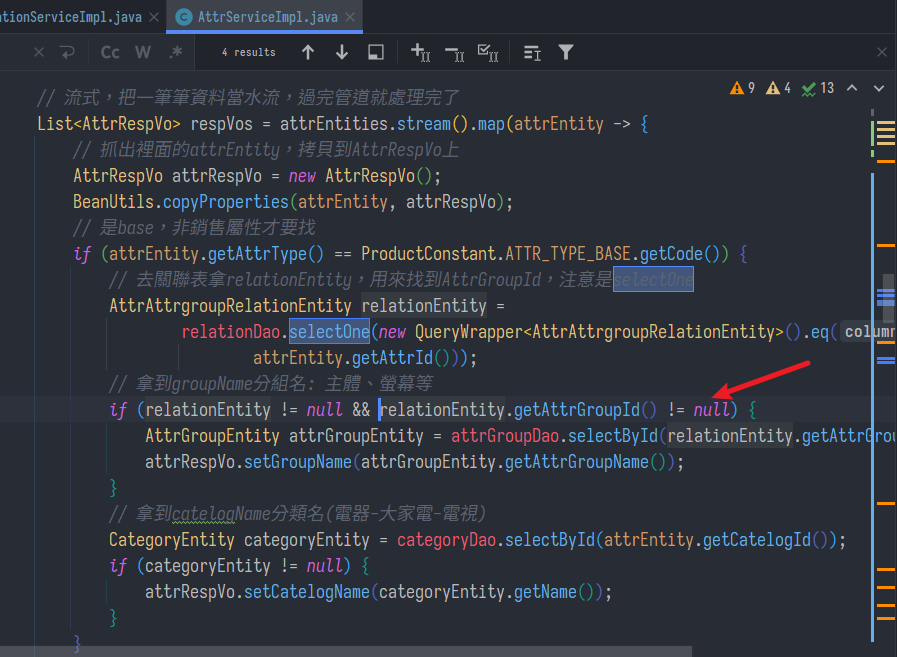 ationServiceImpl.java
AttrServiceImpl.java
Cc W .* 4 results
9 4 13
// 流式，把一筆筆資料當水流，過完管道就處理完了
List<AttrRespVo> respVos = attrEntities.stream().map(attrEntity -> {
// 抓出裡面的attrEntity，拷貝到AttrRespVo上
AttrRespVo attrRespVo = new AttrRespVo();
BeanUtils.copyProperties(attrEntity, attrRespVo);
// 是base，非銷售屬性才要找
if (attrEntity.getAttrType() == ProductConstant.ATTR_TYPE_BASE.getCode()) {
// 去關聯表拿relationEntity，用來找到AttrGroupId，注意是selectOne
AttrAttrgroupRelationEntity relationEntity =
relationDao.selectOne(new QueryWrapper<AttrAttrgroupRelationEntity>().eq( column
attrEntity.getAttrId()));
// 拿到groupName分組名: 主體、螢幕等
if (relationEntity != null && relationEntity.getAttrGroupId() != null) {
AttrGroupEntity attrGroupEntity = attrGroupDao.selectById(relationEntity.getAttrGrou
attrRespVo.setGroupName(attrGroupEntity.getAttrGroupName());
}
// 拿到catelogName分類名(電器-大家電-電視)
CategoryEntity categoryEntity = categoryDao.selectById(attrEntity.getCatelogId());
if (categoryEntity != null) {
attrRespVo.setCatelogName(categoryEntity.getName());
}
}